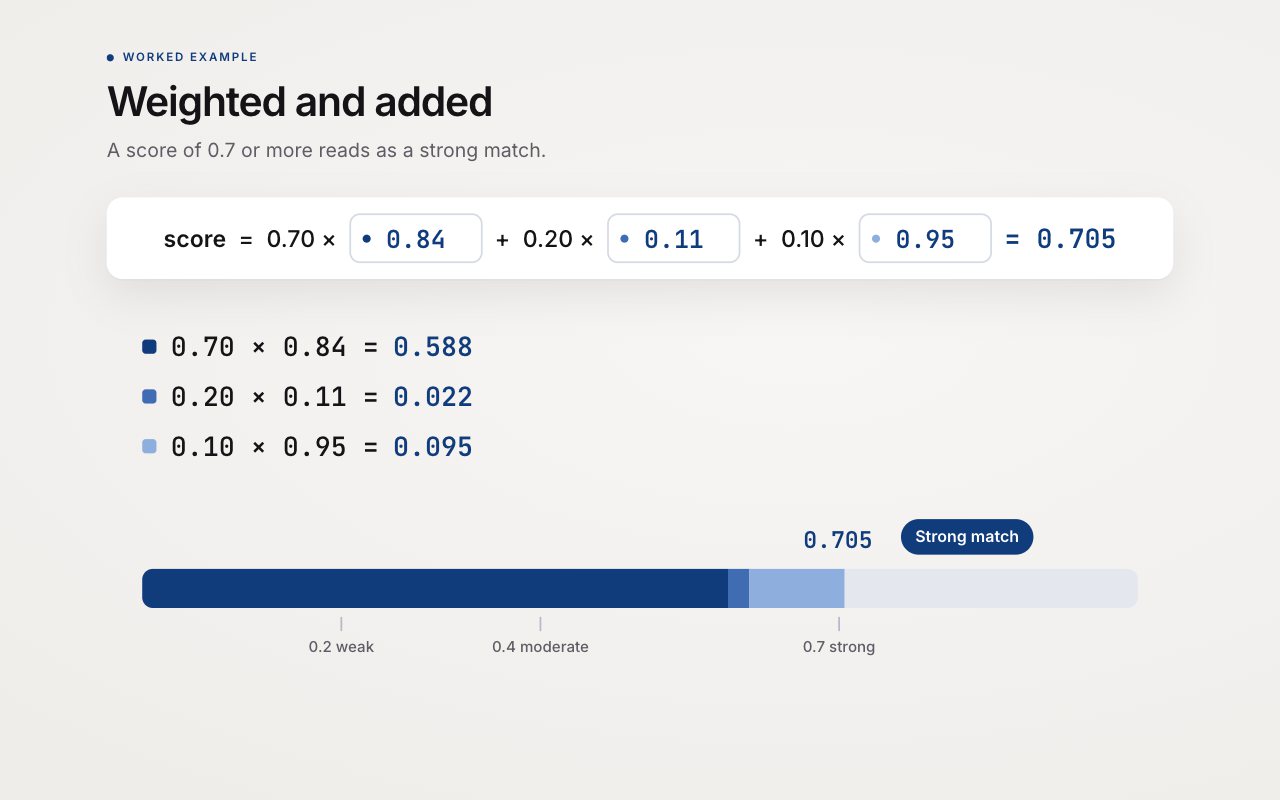 WORKED EXAMPLE
Weighted and added
A score of 0.7 or more reads as a strong match.
score = 0.70 × 0.84 + 0.20 × 0.11 + 0.10 × 0.95 = 0.705
0.70 × 0.84 = 0.588
0.20 × 0.11 = 0.022
0.10 × 0.95 = 0.095
0.705 Strong match
0.2 weak 0.4 moderate 0.7 strong